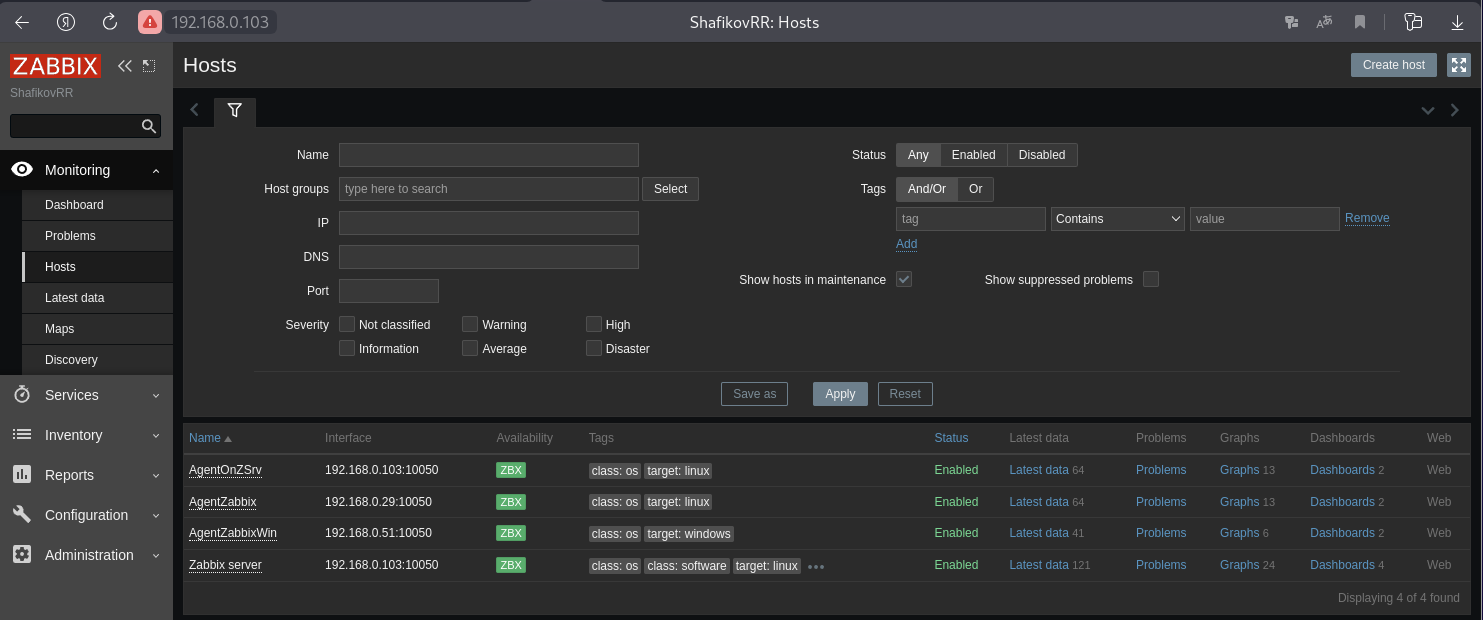 192.168.0.103 ShafikovRR: Hosts
ZABBIX
ShafikovRR
Monitoring
Dashboard
Problems
Hosts
Latest data
Maps
Discovery
Services
Inventory
Reports
Configuration
Administration
Hosts Create host
Name Status Any Enabled Disabled
Host groups type here to search Select Tags And/Or Or
IP tag Contains value Remove
DNS Add
Port Show hosts in maintenance Show suppressed problems
Severity Not classified Warning High
Information Average Disaster
Save as Apply Reset
Name Interface Availability Tags Status Latest data Problems Graphs Dashboards Web
AgentOnZSrv 192.168.0.103:10050 ZBX class: os target: linux Enabled Latest data 64 Problems Graphs 13 Dashboards 2 Web
AgentZabbix 192.168.0.29:10050 ZBX class: os target: linux Enabled Latest data 64 Problems Graphs 13 Dashboards 2 Web
AgentZabbixWin 192.168.0.51:10050 ZBX class: os target: windows Enabled Latest data 41 Problems Graphs 6 Dashboards 2 Web
Zabbix server 192.168.0.103:10050 ZBX class: os class: software target: linux ••• Enabled Latest data 121 Problems Graphs 24 Dashboards 4 Web
Displaying 4 of 4 found